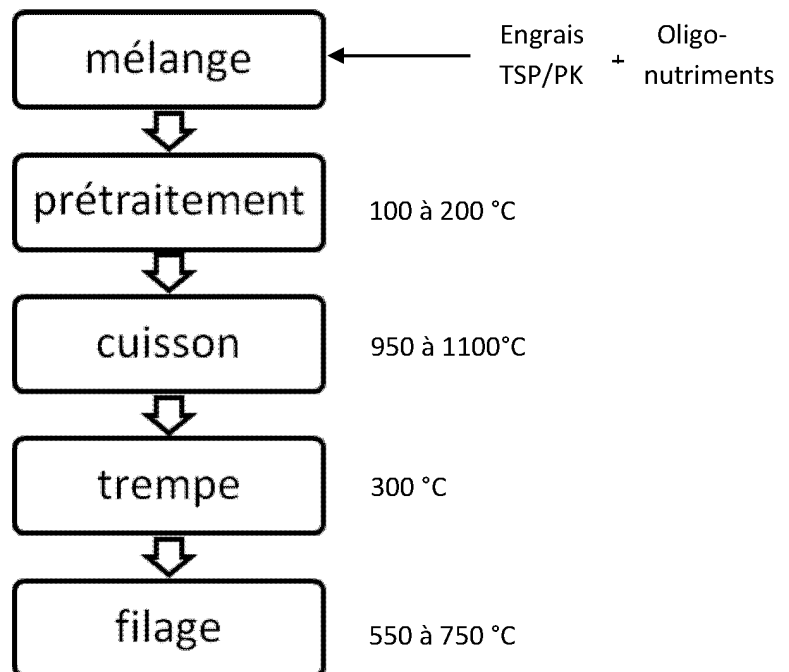 mélange
Engrais
TSP/PK
+
Oligo-
nutriments
prétraitement
100 à 200 °C
cuisson
950 à 1100°C
trempe
300 °C
filage
550 à 750 °C